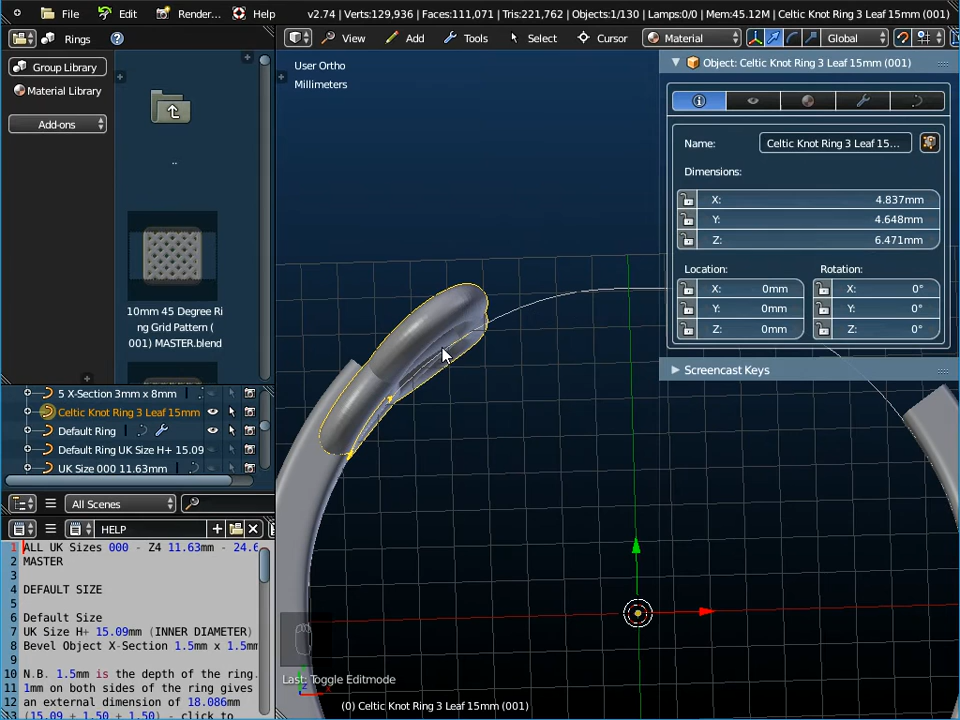 File Edit Render... Help v2.74 | Verts:129,936 | Faces:111,071 | Tris:221,762 | Objects:1/130 | Lamps:0/0 | Mem:45.12M | Celtic Knot Ring 3 Leaf 15mm (001)
Rings
View Add Tools Select Cursor Material Global
Group Library
Material Library
Add-ons
..
10mm 45 Degree Ri
ng Grid Pattern (
001) MASTER.blend
User Ortho
Millimeters
Object: Celtic Knot Ring 3 Leaf 15mm (001)
Name: Celtic Knot Ring 3 Leaf 15...
Dimensions:
X: 4.837mm
Y: 4.648mm
Z: 6.471mm
Location: Rotation:
X: 0mm X: 0°
Y: 0mm Y: 0°
Z: 0mm Z: 0°
Screencast Keys
5 X-Section 3mm x 8mm
Celtic Knot Ring 3 Leaf 15mm
Default Ring
Default Ring UK Size H+ 15.09
UK Size 000 11.63mm
All Scenes
HELP
1 ALL UK Sizes 000 - Z4 11.63mm - 24.6
2 MASTER
3
4 DEFAULT SIZE
5
6 Default Size
7 UK Size H+ 15.09mm (INNER DIAMETER)
8 Bevel Object X-Section 1.5mm x 1.5mm
9
10 N.B. 1.5mm is the depth of the ring.
11 1mm on both sides of the ring gives
12 an external dimension of 18.086mm
13 (15.09 + 1.50 + 1.50) - click to
Last: Toggle Editmode
(0) Celtic Knot Ring 3 Leaf 15mm (001)